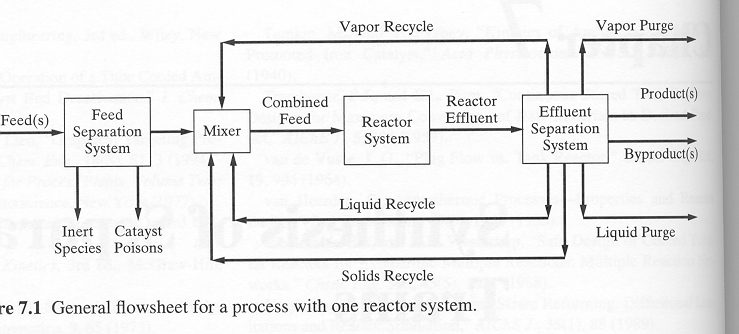 Vapor Recycle
Vapor Purge
Feed(s)
Feed
Separation
System
Mixer
Combined
Feed
Reactor
System
Reactor
Effluent
Effluent
Separation
System
Product(s)
Byproduct(s)
Inert
Species
Catayst
Poisons
Liquid Recycle
Liquid Purge
Solids Recycle
re 7.1 General flowsheet for a process with one reactor system.